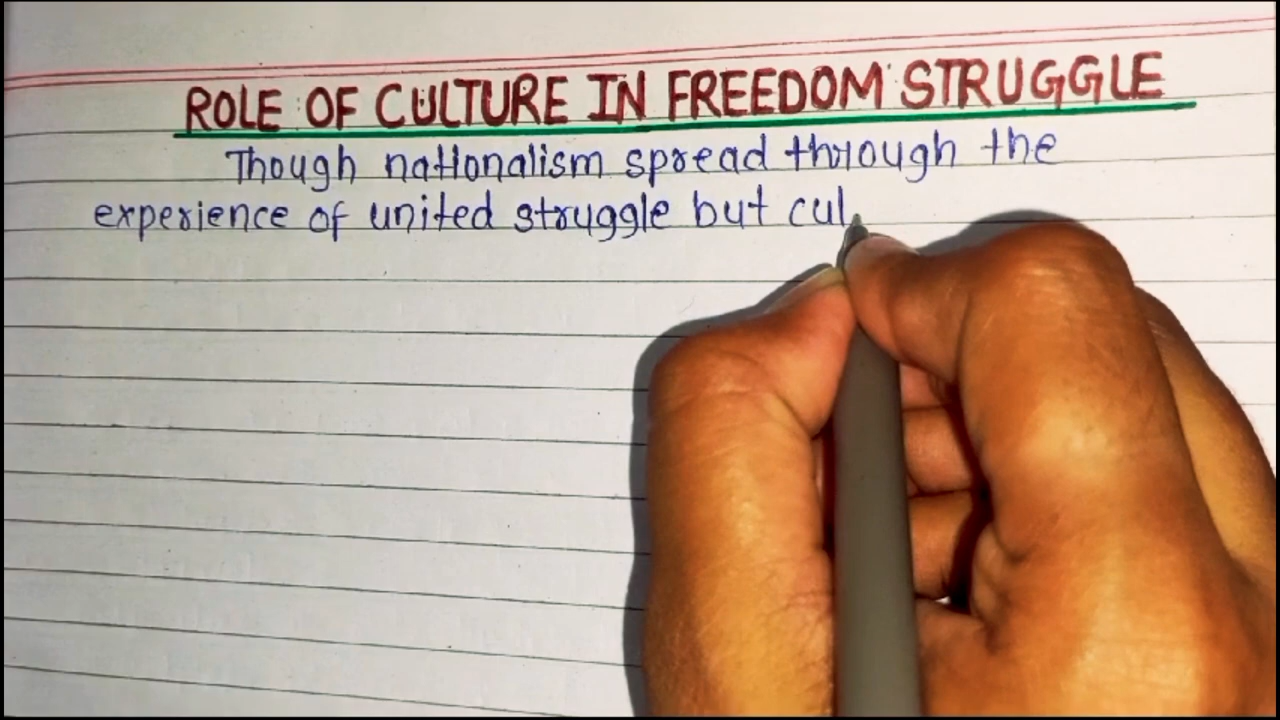 ROLE OF CULTURE IN FREEDOM STRUGGLE
Though nationalism spread through the
experience of united struggle but cul